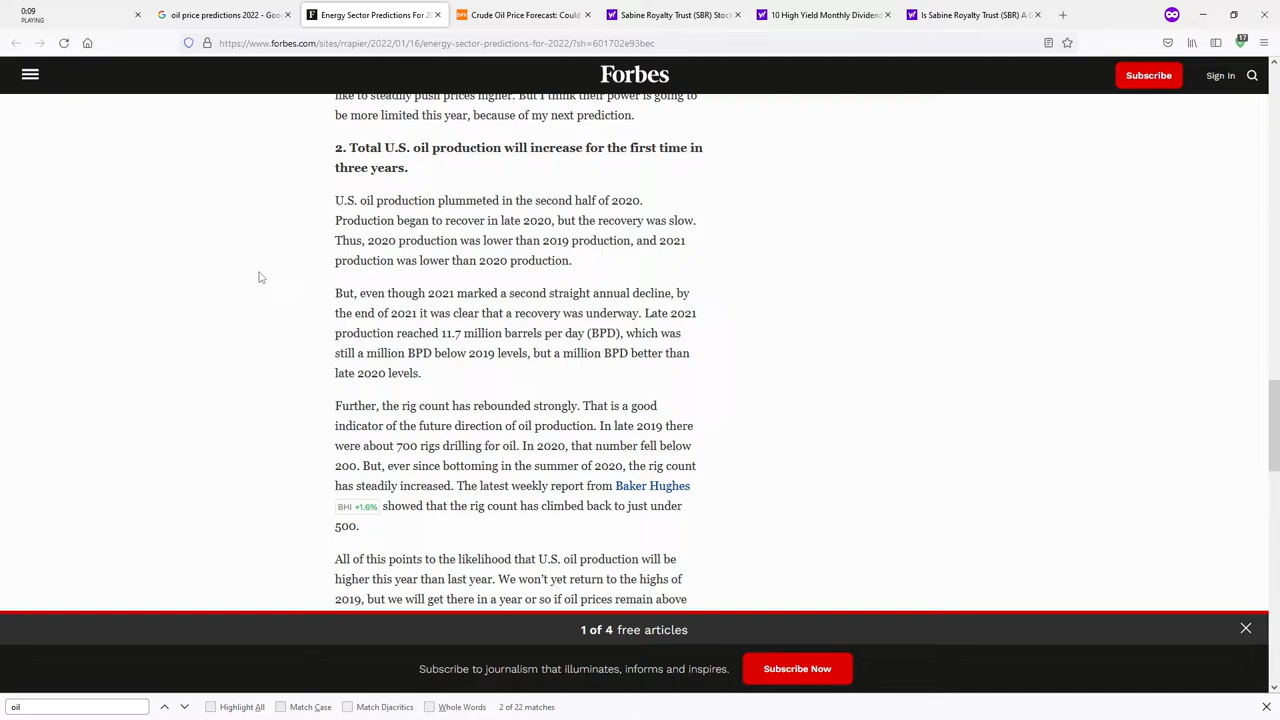 00:09
PLAYING
oil price predictions 2022 - Goo
Energy Sector Predictions For 2
Crude Oil Price Forecast: Could
Sabine Royalty Trust (SBR) Stock
10 High Yield Monthly Dividend
Is Sabine Royalty Trust (SBR) A G
https://www.forbes.com/sites/rrapier/2022/01/16/energy-sector-predictions-for-2022/?sh=601702e93bec
17
Forbes
Subscribe
Sign In
like to steadily push prices higher. But I think their power is going to
be more limited this year, because of my next prediction.
2. Total U.S. oil production will increase for the first time in
three years.
U.S. oil production plummeted in the second half of 2020.
Production began to recover in late 2020, but the recovery was slow.
Thus, 2020 production was lower than 2019 production, and 2021
production was lower than 2020 production.
But, even though 2021 marked a second straight annual decline, by
the end of 2021 it was clear that a recovery was underway. Late 2021
production reached 11.7 million barrels per day (BPD), which was
still a million BPD below 2019 levels, but a million BPD better than
late 2020 levels.
Further, the rig count has rebounded strongly. That is a good
indicator of the future direction of oil production. In late 2019 there
were about 700 rigs drilling for oil. In 2020, that number fell below
200. But, ever since bottoming in the summer of 2020, the rig count
has steadily increased. The latest weekly report from Baker Hughes
BHI +1.6% showed that the rig count has climbed back to just under
500.
All of this points to the likelihood that U.S. oil production will be
higher this year than last year. We won't yet return to the highs of
2019, but we will get there in a year or so if oil prices remain above
1 of 4 free articles
Subscribe to journalism that illuminates, informs and inspires.
Subscribe Now
oil
Highlight All
Match Case
Match Diacritics
Whole Words
2 of 22 matches